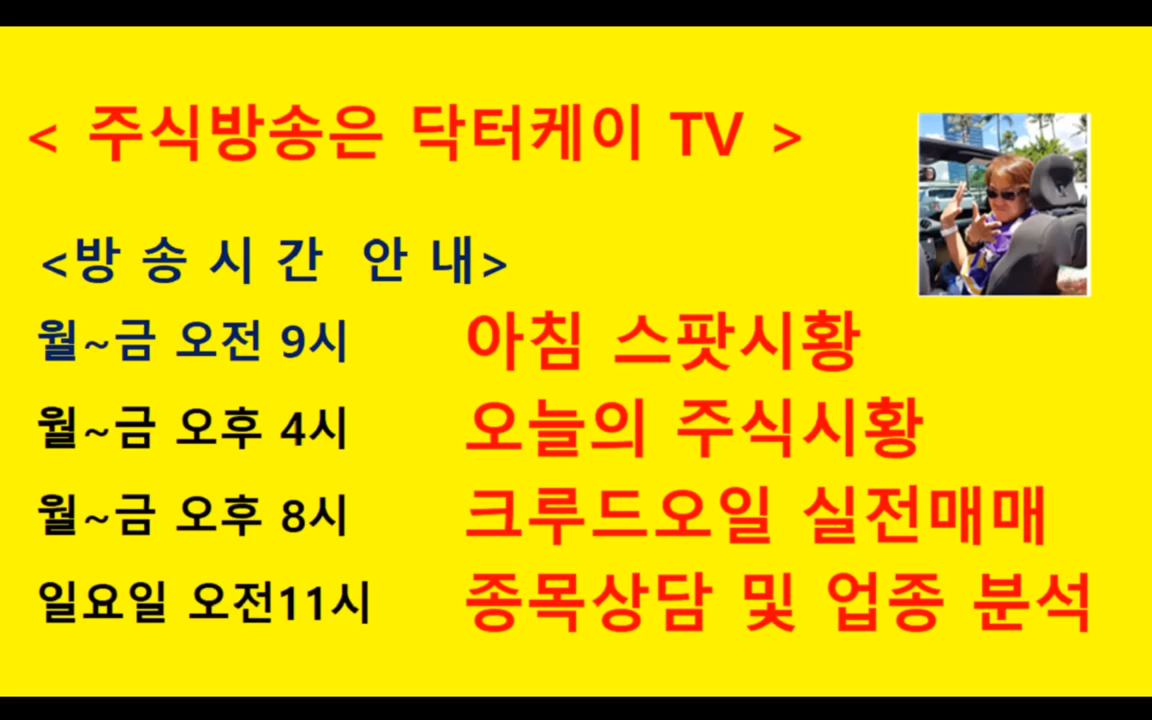 < 주식방송은 닥터케이 TV >
<방 송 시 간 안 내>
월~금 오전 9시 아침 스팟시황
월~금 오후 4시 오늘의 주식시황
월~금 오후 8시 크루드오일 실전매매
일요일 오전11시 종목상담 및 업종 분석